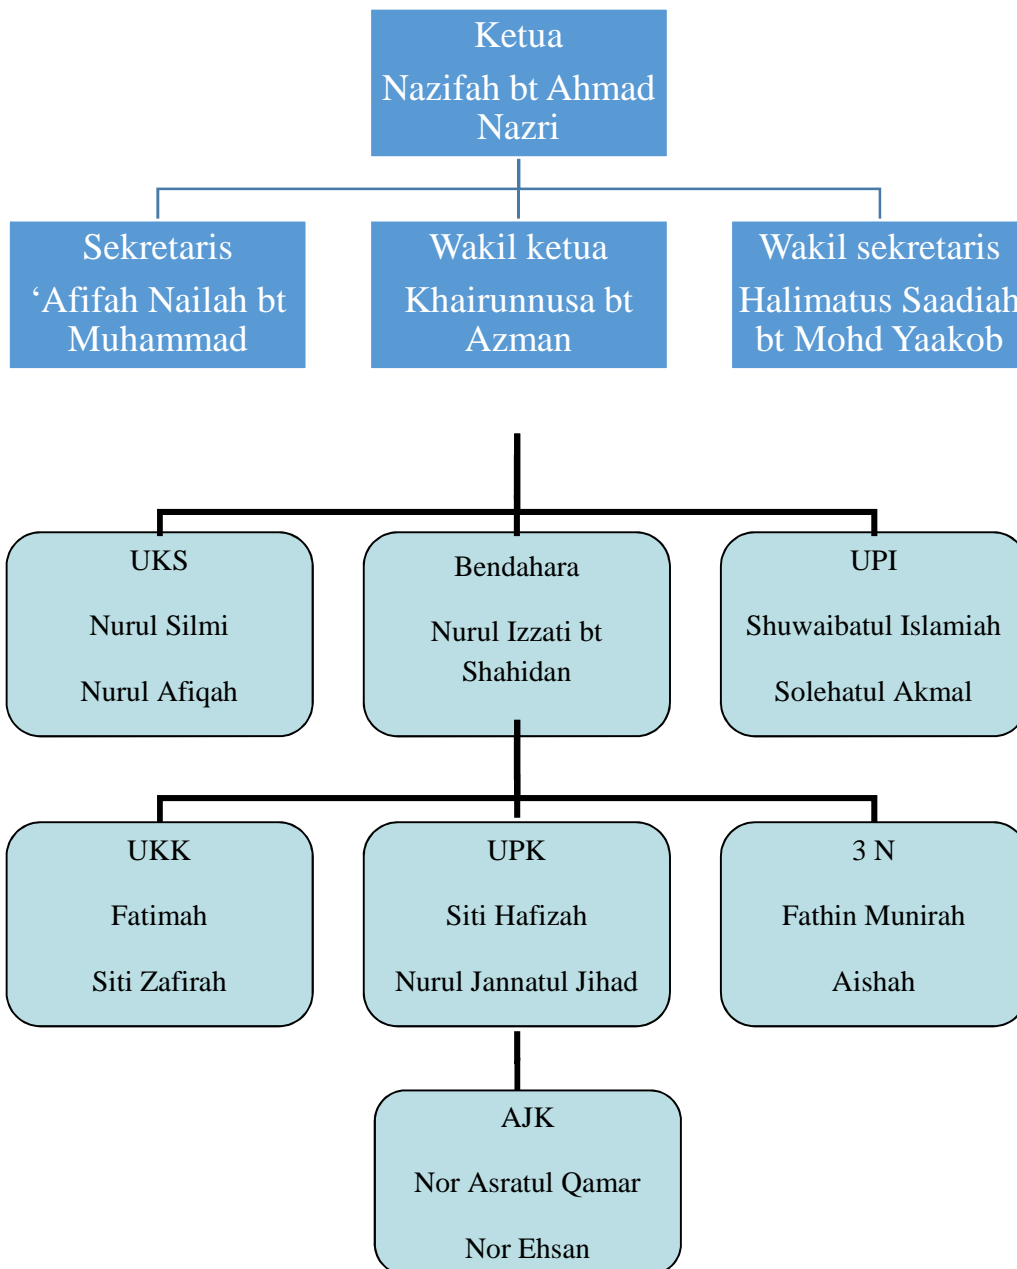 Ketua
Nazifah bt Ahmad
Nazri
Sekretaris
‘Afifah Nailah bt
Muhammad
Wakil ketua
Khairunnusa bt
Azman
Wakil sekretaris
Halimatus Saadiah
bt Mohd Yaakob
UKS
Nurul Silmi
Nurul Afiqah
Bendahara
Nurul Izzati bt
Shahidan
UPI
Shuwaibatul Islamiah
Solehatul Akmal
UKK
Fatimah
Siti Zafirah
UPK
Siti Hafizah
Nurul Jannatul Jihad
3 N
Fathin Munirah
Aishah
AJK
Nor Asratul Qamar
Nor Ehsan